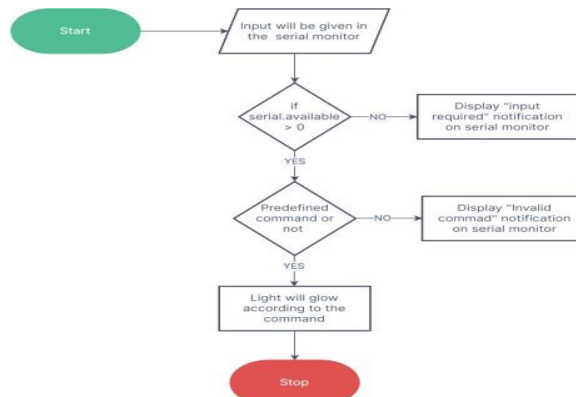 Start
Input will be given in
the serial monitor
if
serial.available
> 0
NO
Display "input
required" notification
on serial monitor
YES
Predefined
command or
not
NO
Display "Invalid
commad" notification
on serial monitor
YES
Light will glow
according to the
command
Stop